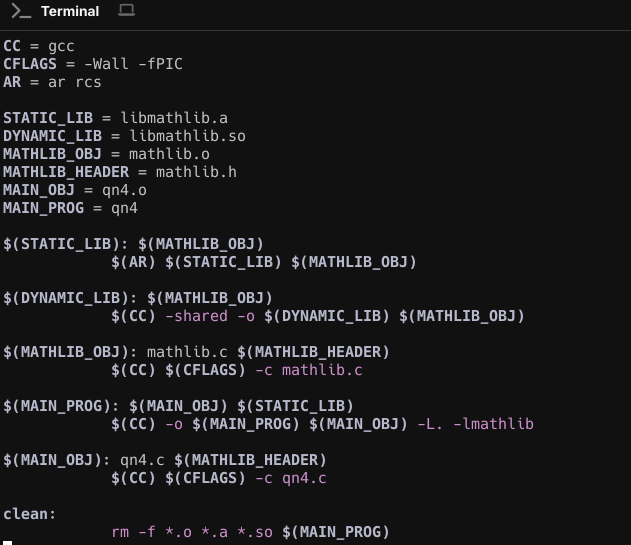 Terminal
CC = gcc
CFLAGS = -Wall -fPIC
AR = ar rcs
STATIC_LIB = libmathlib.a
DYNAMIC_LIB = libmathlib.so
MATHLIB_OBJ = mathlib.o
MATHLIB_HEADER = mathlib.h
MAIN_OBJ = qn4.o
MAIN_PROG = qn4
$(STATIC_LIB): $(MATHLIB_OBJ)
$(AR) $(STATIC_LIB) $(MATHLIB_OBJ)
$(DYNAMIC_LIB): $(MATHLIB_OBJ)
$(CC) -shared -o $(DYNAMIC_LIB) $(MATHLIB_OBJ)
$(MATHLIB_OBJ): mathlib.c $(MATHLIB_HEADER)
$(CC) $(CFLAGS) -c mathlib.c
$(MAIN_PROG): $(MAIN_OBJ) $(STATIC_LIB)
$(CC) -o $(MAIN_PROG) $(MAIN_OBJ) -L. -lmathlib
$(MAIN_OBJ): qn4.c $(MATHLIB_HEADER)
$(CC) $(CFLAGS) -c qn4.c
clean:
rm -f *.o *.a *.so $(MAIN_PROG)